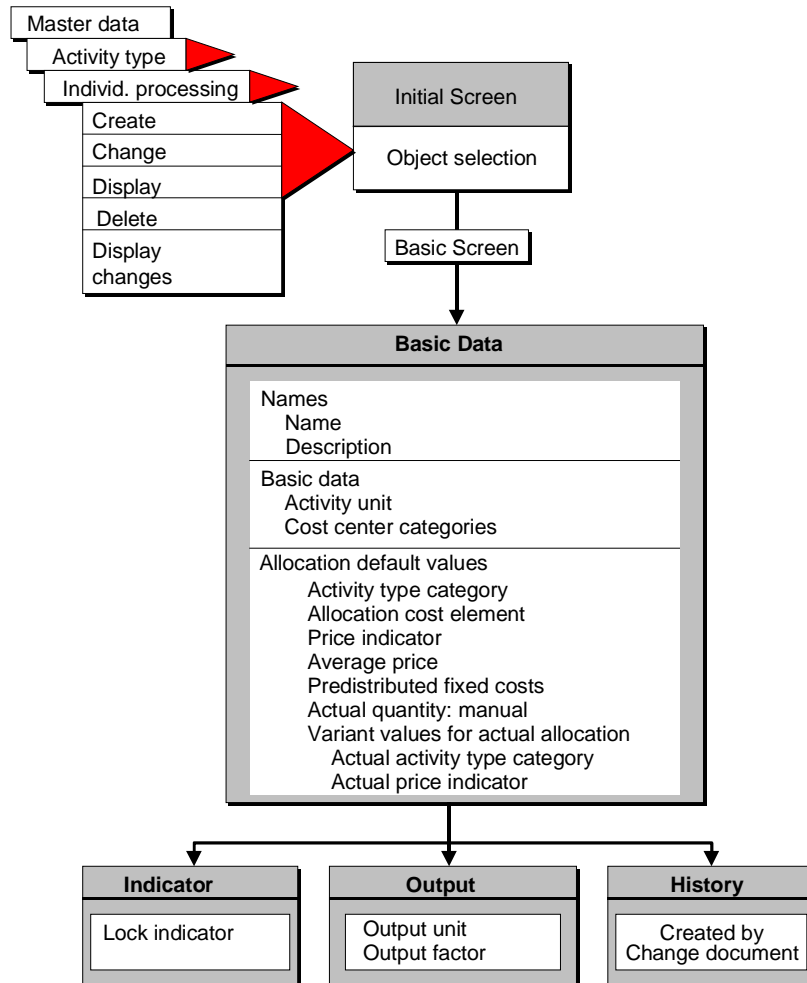 Master data
Activity type
Individ. processing
Create
Change
Display
Delete
Display
changes
Initial Screen
Object selection
Basic Screen
Basic Data
Names
Name
Description
Basic data
Activity unit
Cost center categories
Allocation default values
Activity type category
Allocation cost element
Price indicator
Average price
Predistributed fixed costs
Actual quantity: manual
Variant values for actual allocation
Actual activity type category
Actual price indicator
Indicator
Lock indicator
Output
Output unit
Output factor
History
Created by
Change document